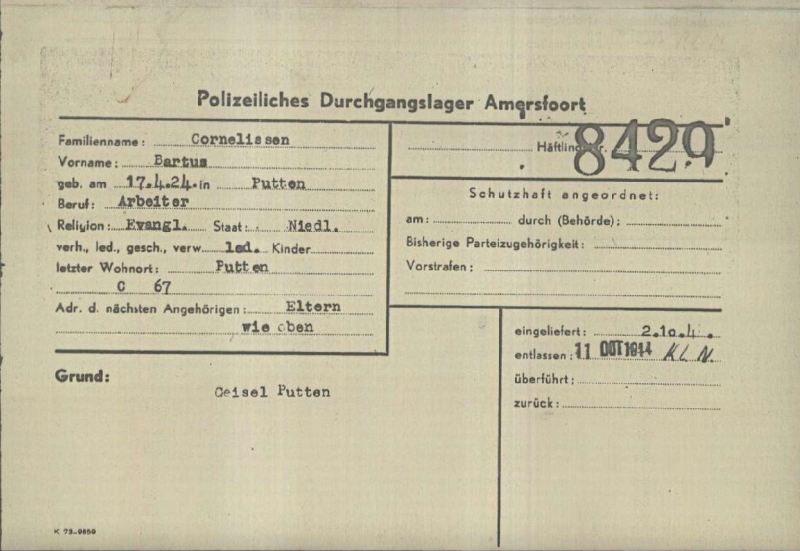 Polizeiliches Durchgangslager Amersfoort
Familienname: Cornelissen
Vorname: Bartus
geb. am 17.4.24. in Putten
Beruf: Arbeiter
Religion: Evangl. Staat: Niedl.
verh., led., gesch., verw. led. Kinder
letzter Wohnort: Putten
C 67
Adr. d. nächsten Angehörigen: Eltern
wie oben
Häftling Nr. 8429
Schutzhaft angeordnet:
am: durch (Behörde):
Bisherige Parteizugehörigkeit:
Vorstrafen:
eingeliefert: 2.10.4 .
entlassen: 11 OCT 1944 KLN.
überführt:
zurück:
Grund:
Geisel Putten
K 73-0859